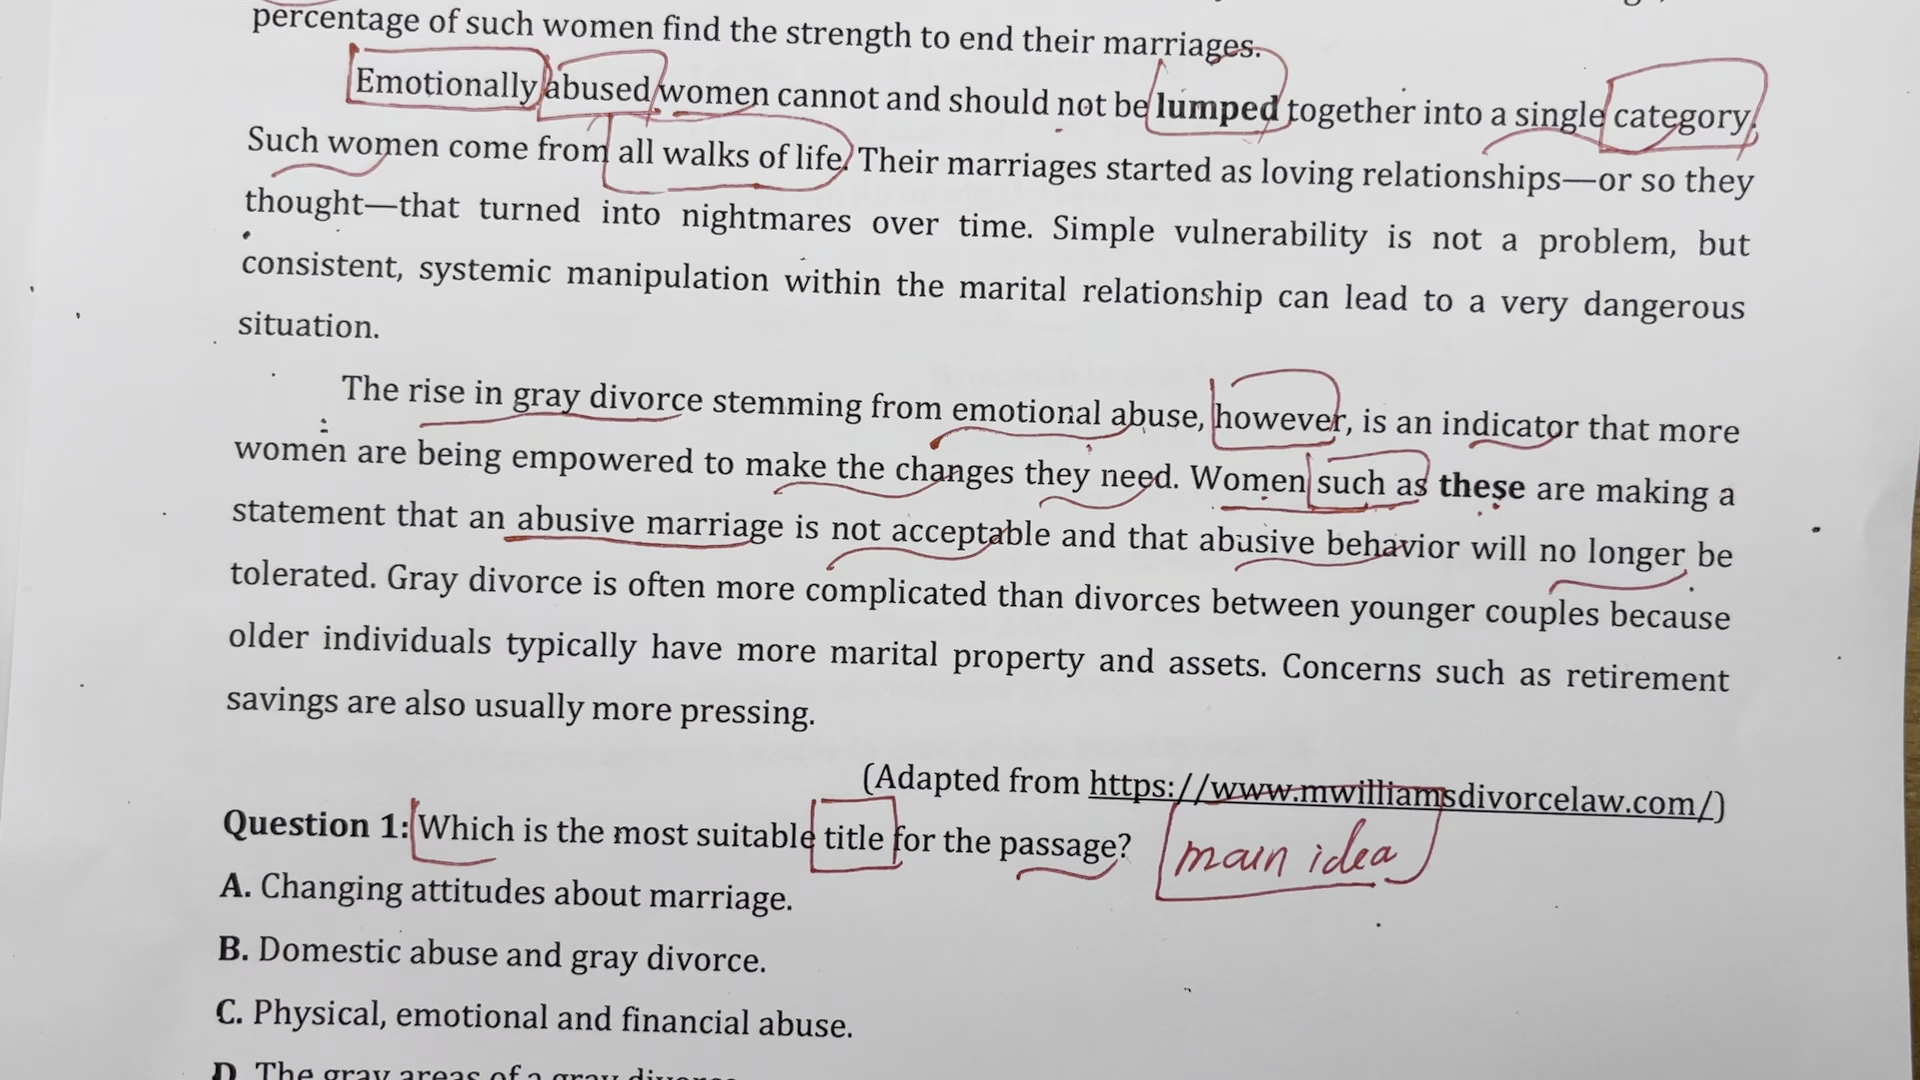 percentage of such women find the strength to end their marriages.
Emotionally abused women cannot and should not be lumped together into a single category.
Such women come from all walks of life. Their marriages started as loving relationships—or so they
thought—that turned into nightmares over time. Simple vulnerability is not a problem, but
consistent, systemic manipulation within the marital relationship can lead to a very dangerous
situation.
The rise in gray divorce stemming from emotional abuse, however, is an indicator that more
women are being empowered to make the changes they need. Women such as these are making a
statement that an abusive marriage is not acceptable and that abusive behavior will no longer be
tolerated. Gray divorce is often more complicated than divorces between younger couples because
older individuals typically have more marital property and assets. Concerns such as retirement
savings are also usually more pressing.
(Adapted from https://www.mwilliamsdivorcelaw.com/)
Question 1: Which is the most suitable title for the passage?
main idea
A. Changing attitudes about marriage.
B. Domestic abuse and gray divorce.
C. Physical, emotional and financial abuse.
D. The gray areas of a gray divorce